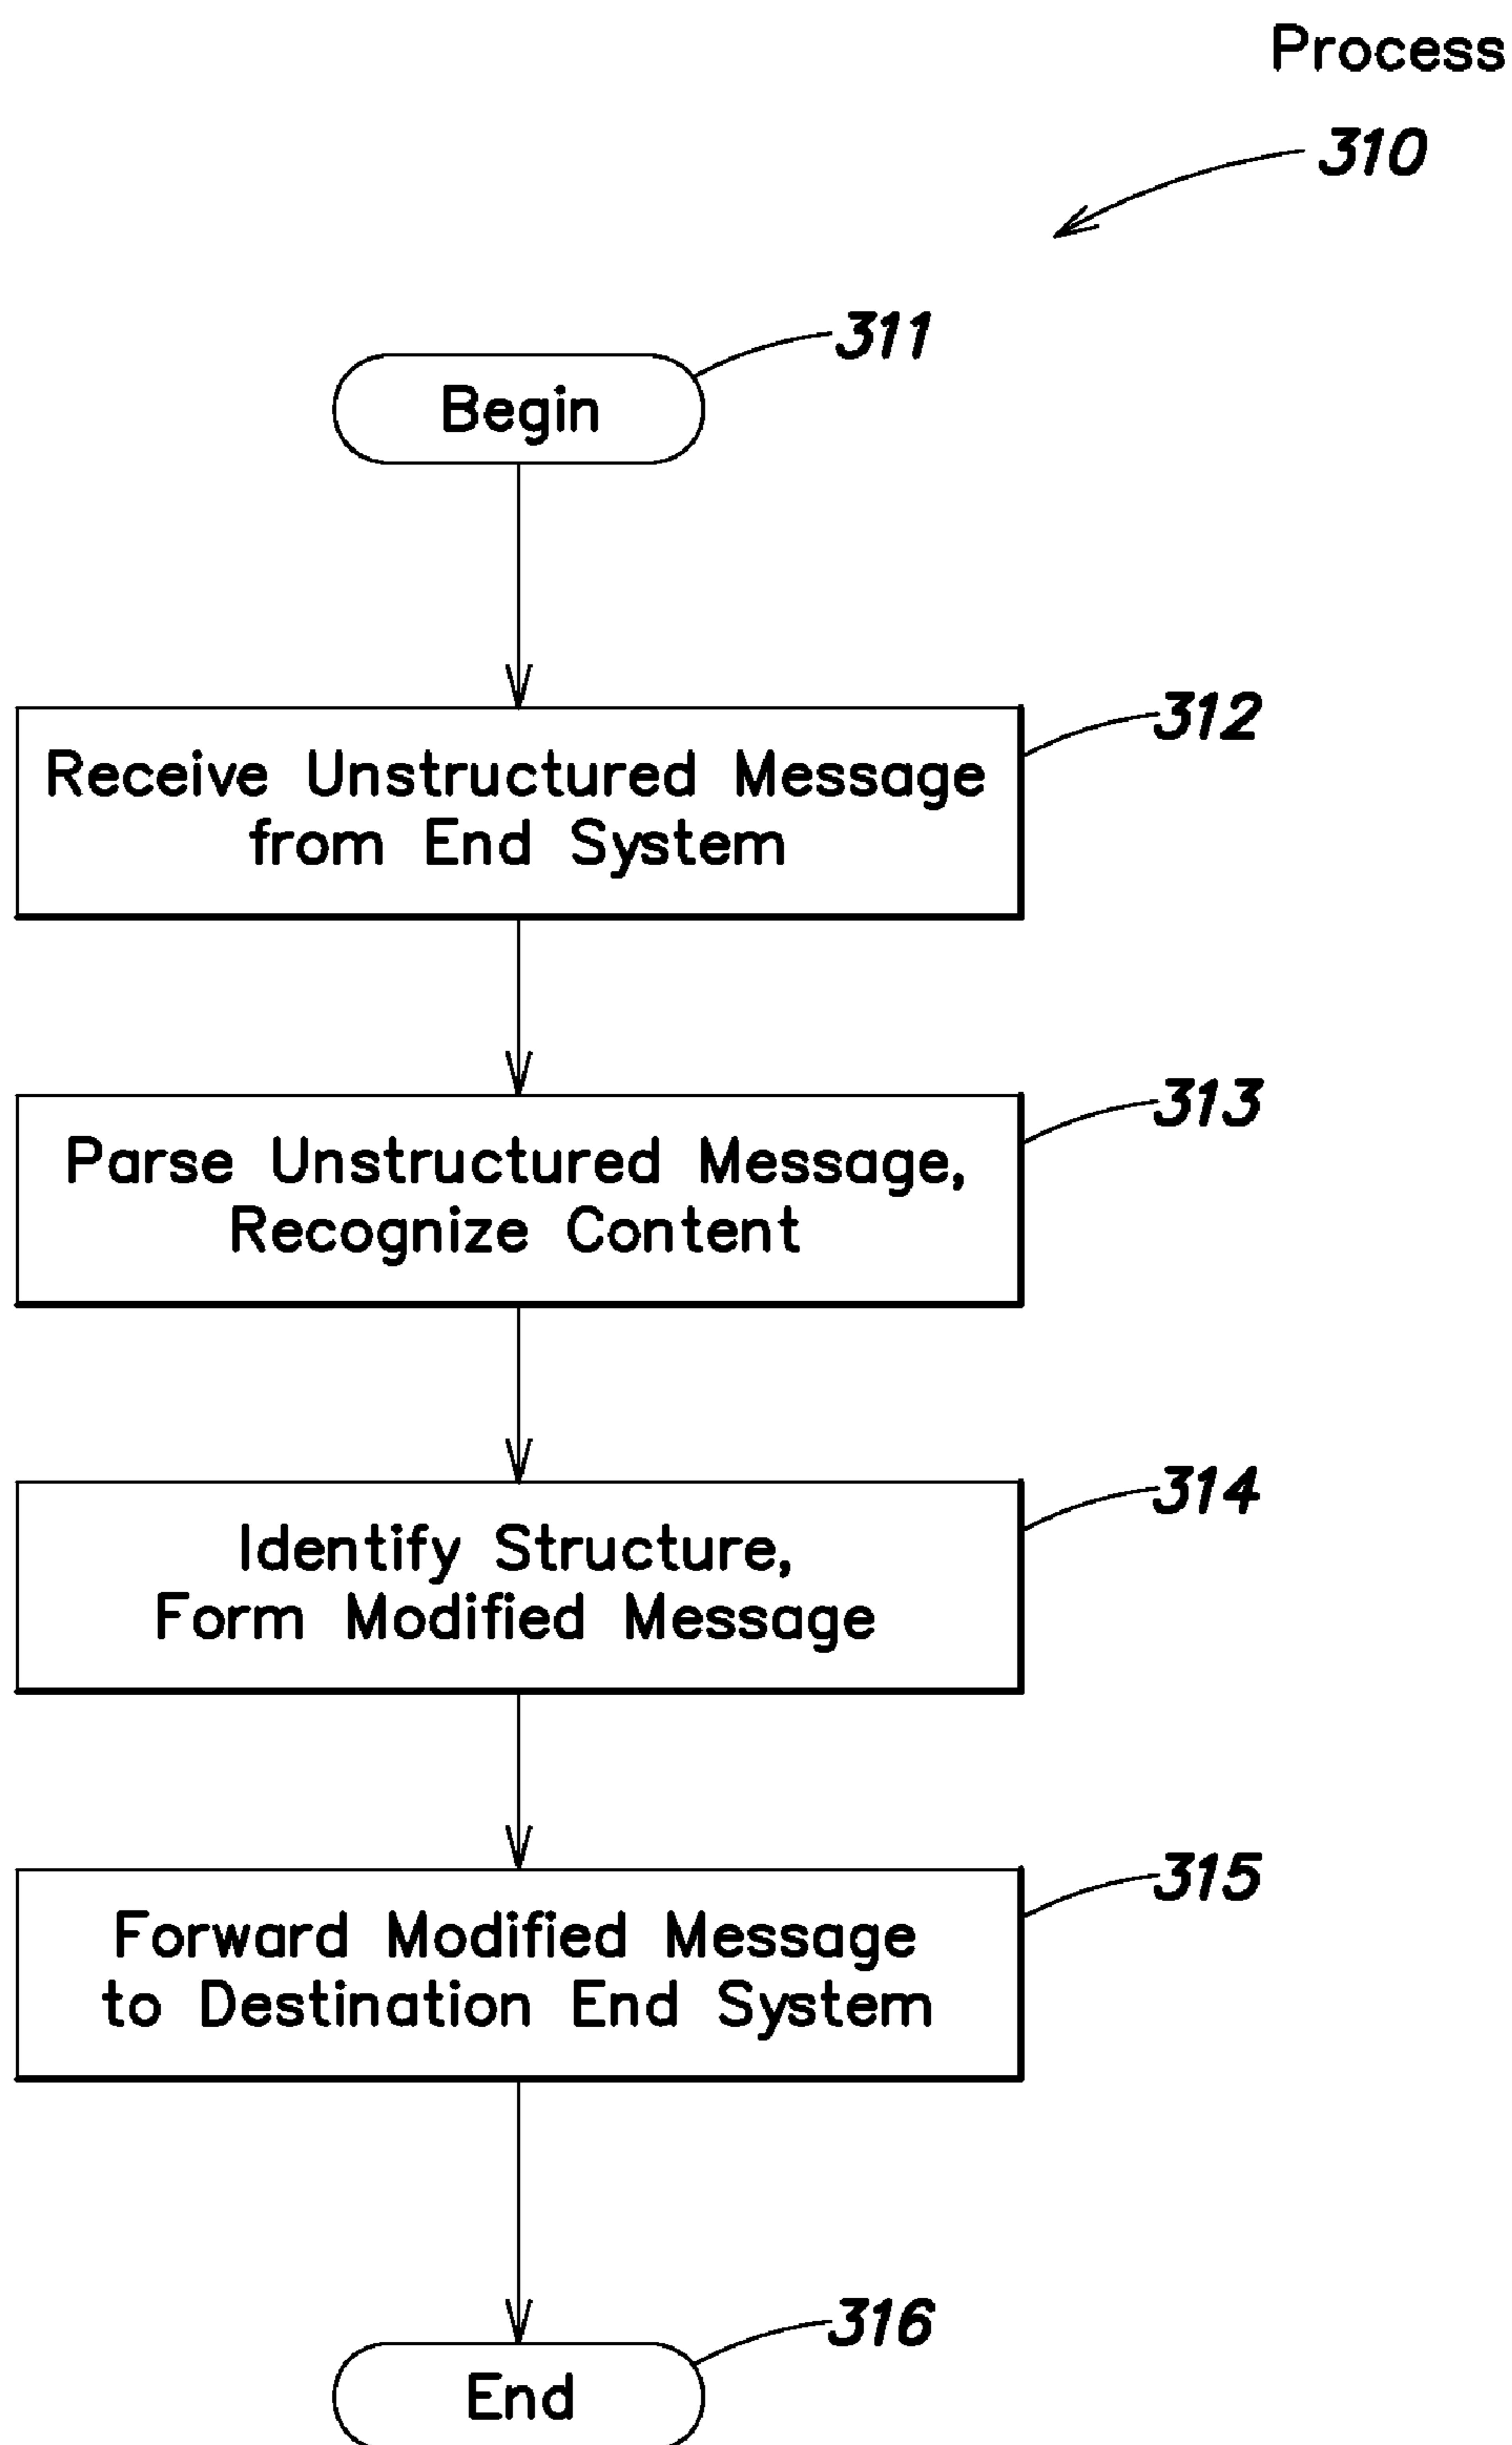 Process
310
311
Begin
312
Receive Unstructured Message
from End System
313
Parse Unstructured Message,
Recognize Content
314
Identify Structure,
Form Modified Message
315
Forward Modified Message
to Destination End System
316
End